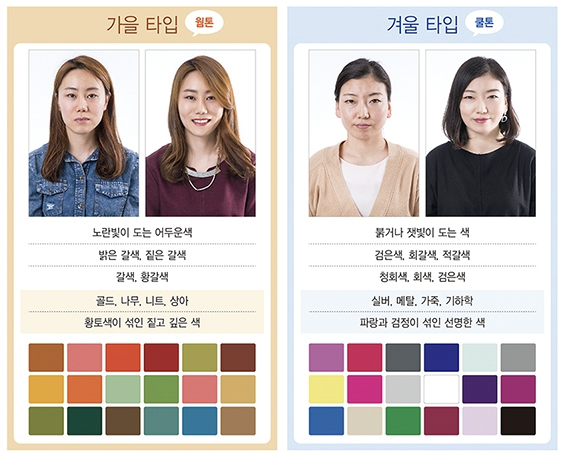 가을 타입 웜톤
노란빛이 도는 어두운색
밝은 갈색, 짙은 갈색
갈색, 황갈색
골드, 나무, 니트, 상아
황토색이 섞인 짙고 깊은 색
겨울 타입 쿨톤
붉거나 잿빛이 도는 색
검은색, 회갈색, 적갈색
청회색, 회색, 검은색
실버, 메탈, 가죽, 기하학
파랑과 검정이 섞인 선명한 색